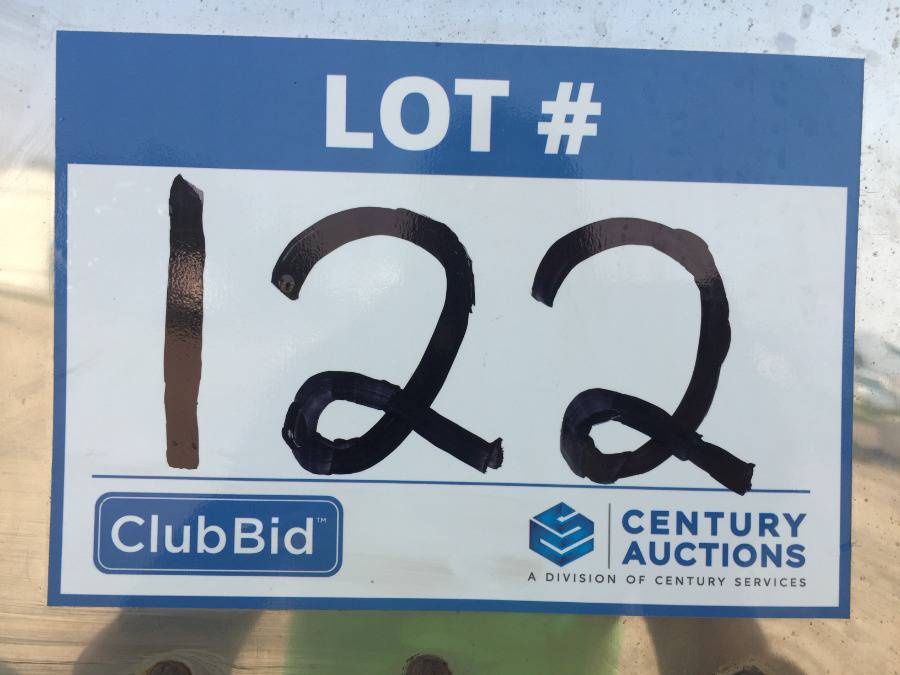 LOT #
122
ClubBid™
CENTURY
AUCTIONS
A DIVISION OF CENTURY SERVICES